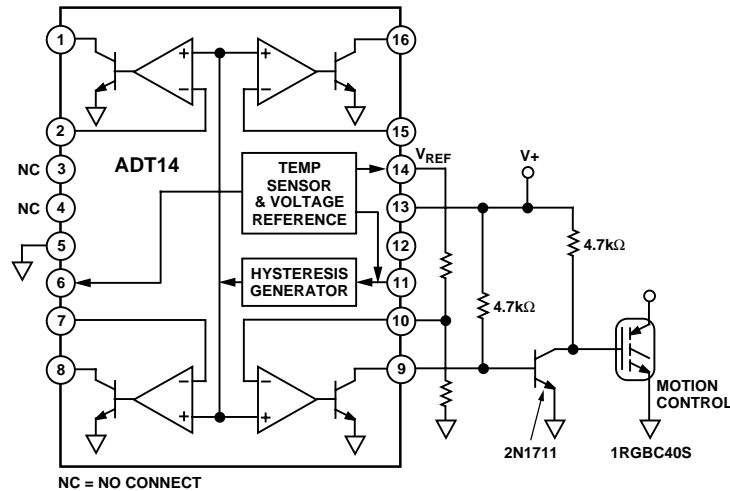 1
16
+
+
−
−
2
15
NC 3
ADT14
TEMP
SENSOR
& VOLTAGE
REFERENCE
14
VREF
V+
NC 4
13
4.7kΩ
5
12
6
HYSTERESIS
GENERATOR
11
4.7kΩ
7
10
8
−
−
9
+
+
MOTION
CONTROL
2N1711
1RGBC40S
NC = NO CONNECT